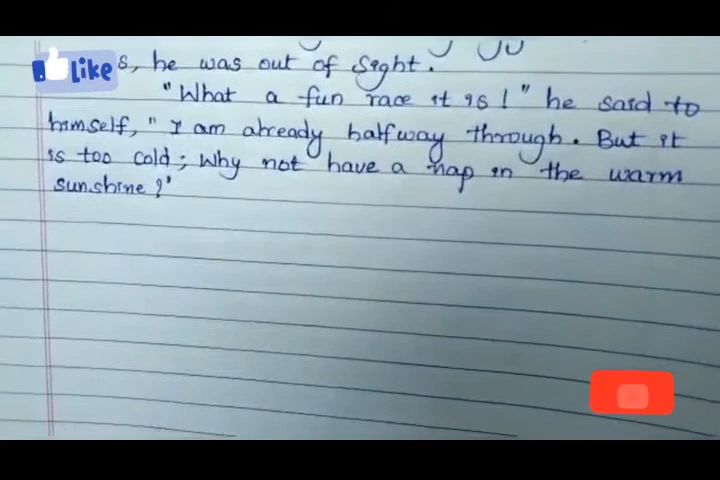 Like
s, he was out of sight.
"What a fun race it is!" he said to
himself, "I am already halfway through. But it
is too cold; why not have a nap in the warm
sunshine?"